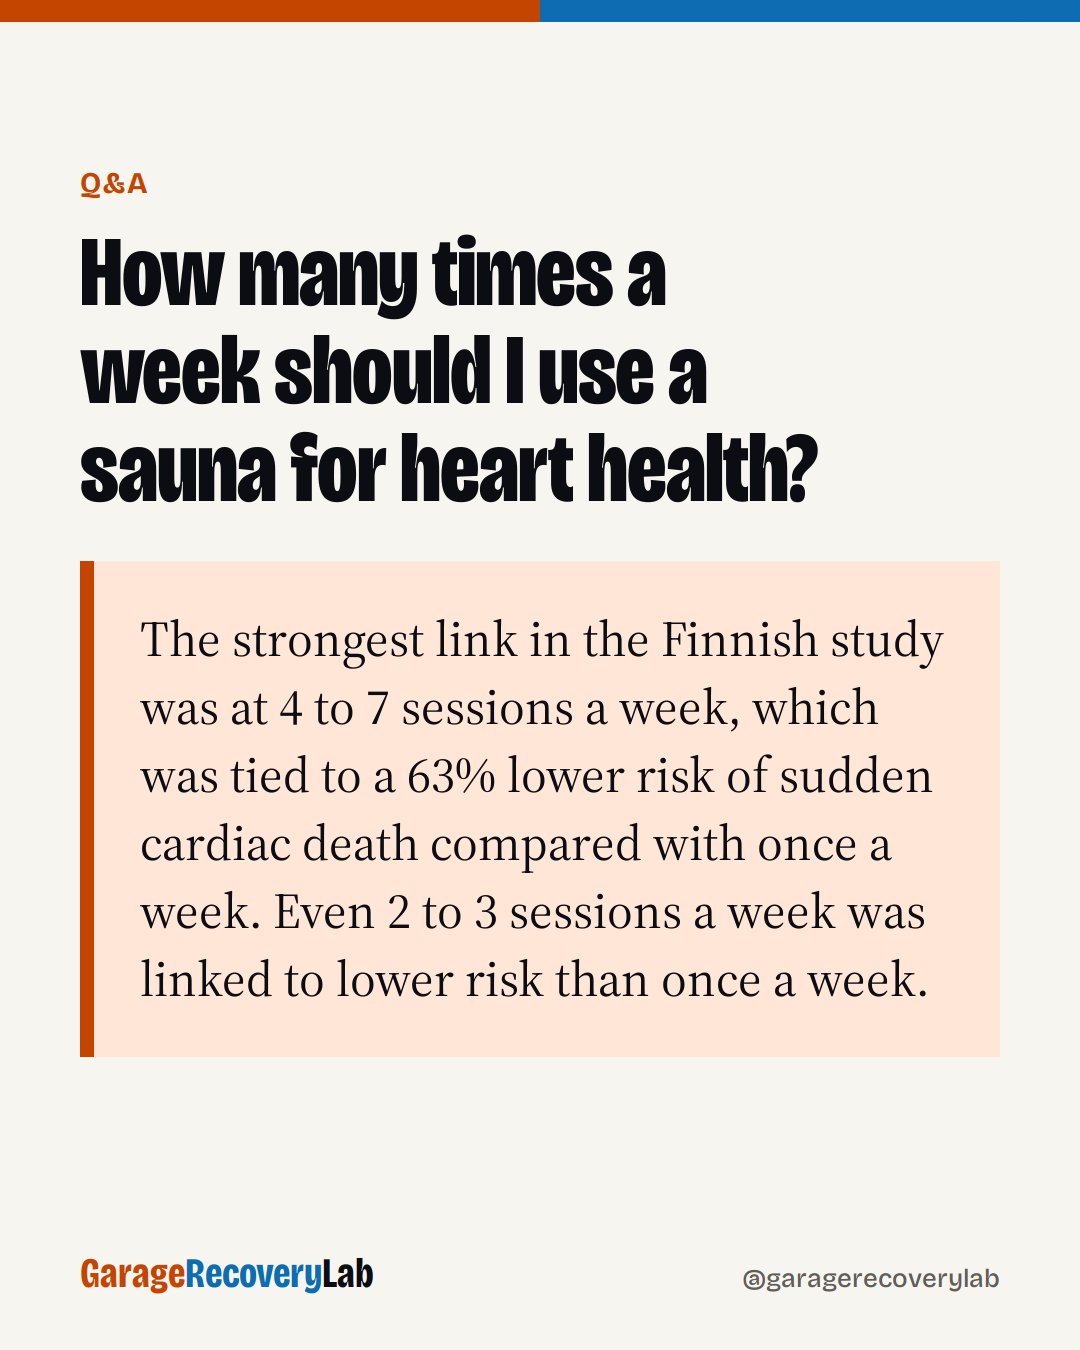 Q&A
How many times a
week should I use a
sauna for heart health?
The strongest link in the Finnish study
was at 4 to 7 sessions a week, which
was tied to a 63% lower risk of sudden
cardiac death compared with once a
week. Even 2 to 3 sessions a week was
linked to lower risk than once a week.
GarageRecoveryLab
@garagerecoverylab